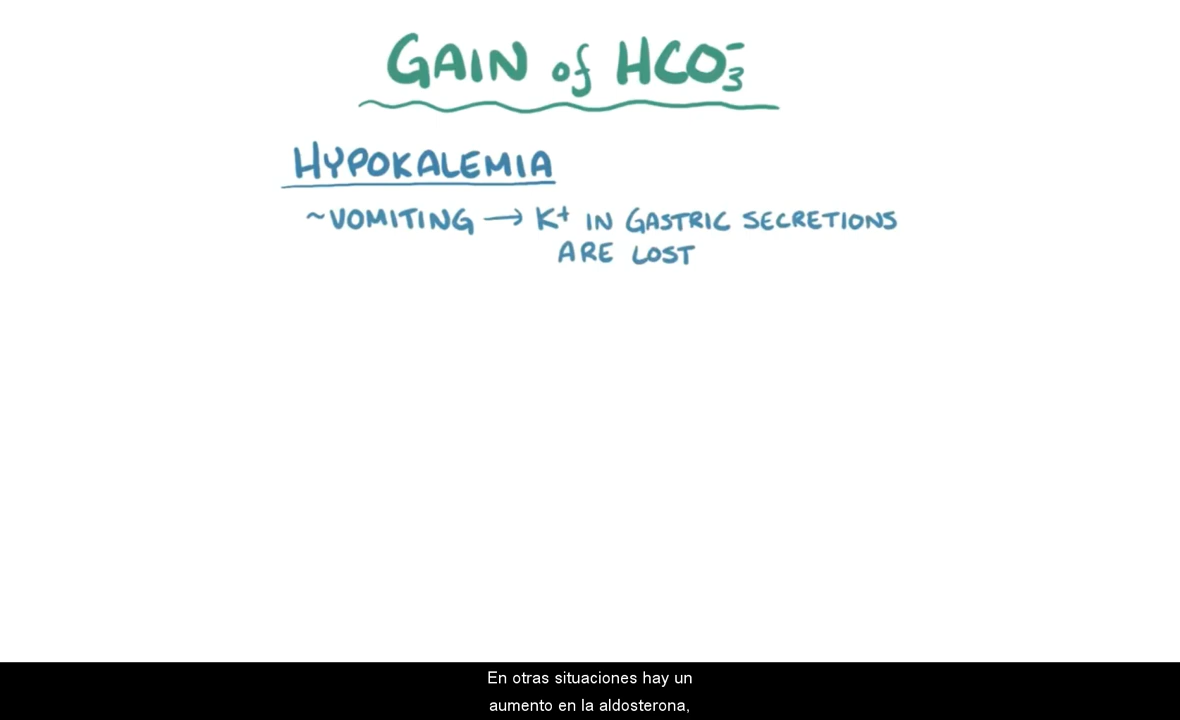 GAIN of HCO3-
HYPOKALEMIA
~VOMITING → K+ IN GASTRIC SECRETIONS
ARE LOST
En otras situaciones hay un
aumento en la aldosterona,